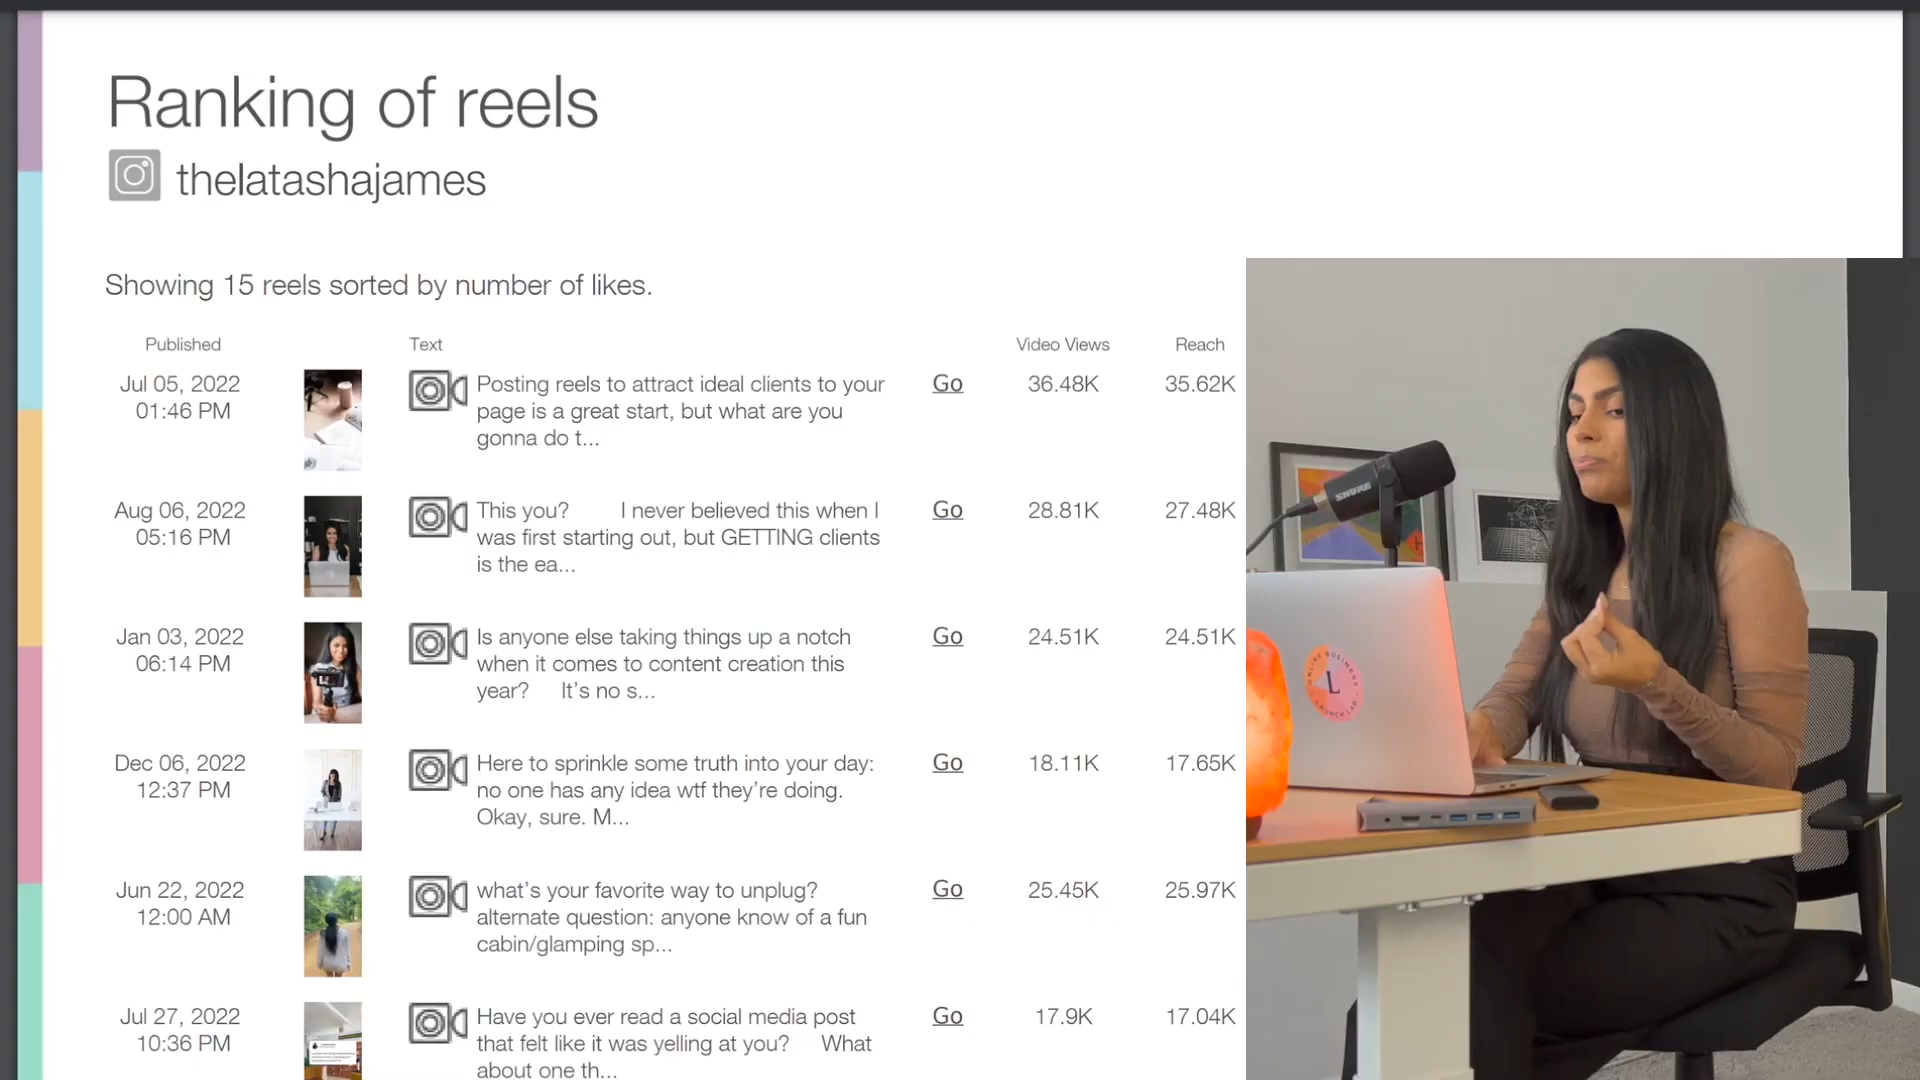 Ranking of reels
thelatashajames
Showing 15 reels sorted by number of likes.
Published Text Video Views Reach
Jul 05, 2022
01:46 PM
Posting reels to attract ideal clients to your
page is a great start, but what are you
gonna do t...
Go 36.48K 35.62K
Aug 06, 2022
05:16 PM
This you? I never believed this when I
was first starting out, but GETTING clients
is the ea...
Go 28.81K 27.48K
Jan 03, 2022
06:14 PM
Is anyone else taking things up a notch
when it comes to content creation this
year? It's no s...
Go 24.51K 24.51K
Dec 06, 2022
12:37 PM
Here to sprinkle some truth into your day:
no one has any idea wtf they're doing.
Okay, sure. M...
Go 18.11K 17.65K
Jun 22, 2022
12:00 AM
what's your favorite way to unplug?
alternate question: anyone know of a fun
cabin/glamping sp...
Go 25.45K 25.97K
Jul 27, 2022
10:36 PM
Have you ever read a social media post
that felt like it was yelling at you? What
about one th...
Go 17.9K 17.04K
SHURE
ONLINE BUSINESS
L
LAUNCH LAB